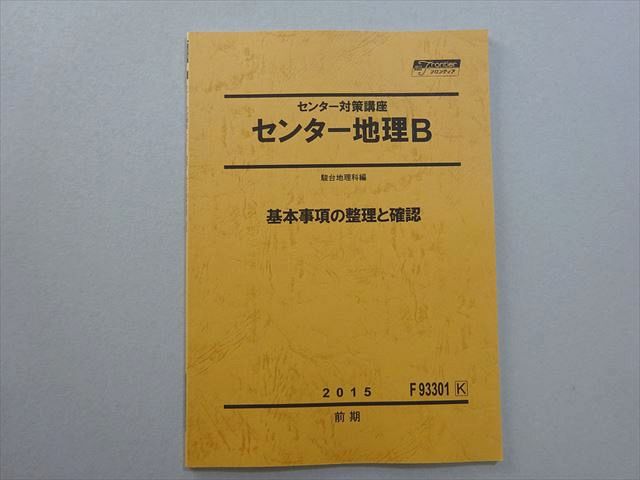 Frontier
フロンティア
センター対策講座
センター地理B
駿台地理科編
基本事項の整理と確認
2015 F93301 K
前期